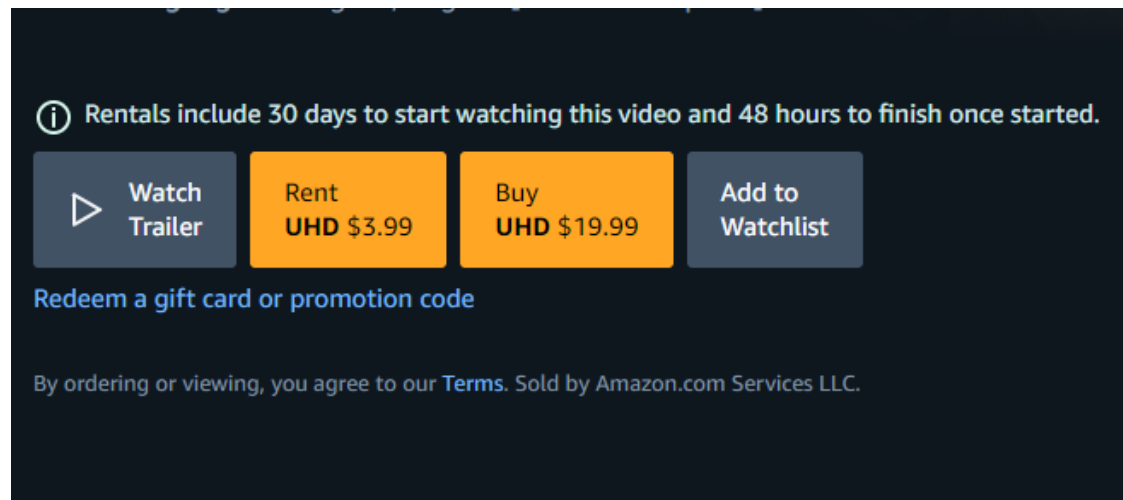 Rentals include 30 days to start watching this video and 48 hours to finish once started.
Watch
Trailer
Rent
UHD $3.99
Buy
UHD $19.99
Add to
Watchlist
Redeem a gift card or promotion code
By ordering or viewing, you agree to our Terms. Sold by Amazon.com Services LLC.